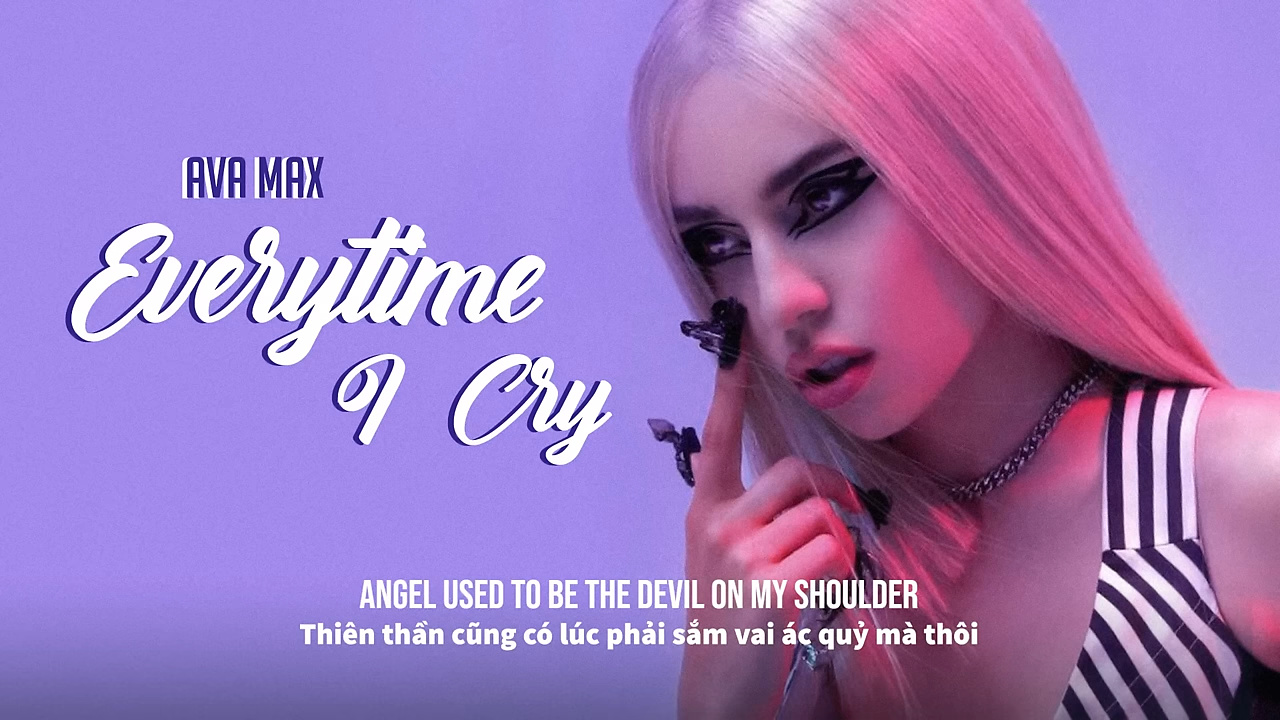 AVA MAX
Everytime
I Cry
ANGEL USED TO BE THE DEVIL ON MY SHOULDER
Thiên thần cũng có lúc phải sắm vai ác quỷ mà thôi